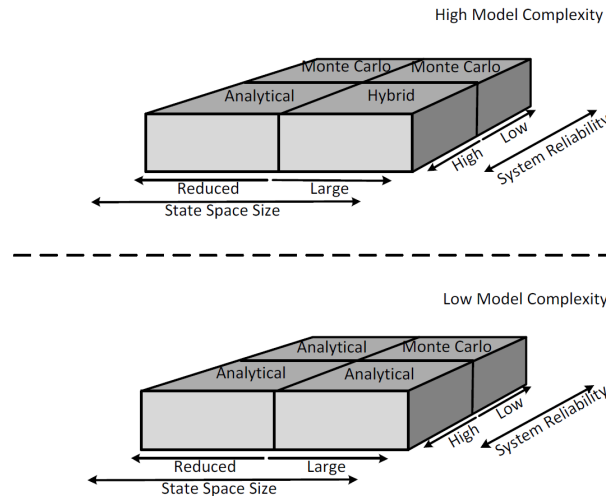 High Model Complexity
Monte Carlo Monte Carlo
Analytical Hybrid
High Low
System Reliability
Reduced Large
State Space Size
Low Model Complexity
Analytical Monte Carlo
Analytical Analytical
High Low
System Reliability
Reduced Large
State Space Size